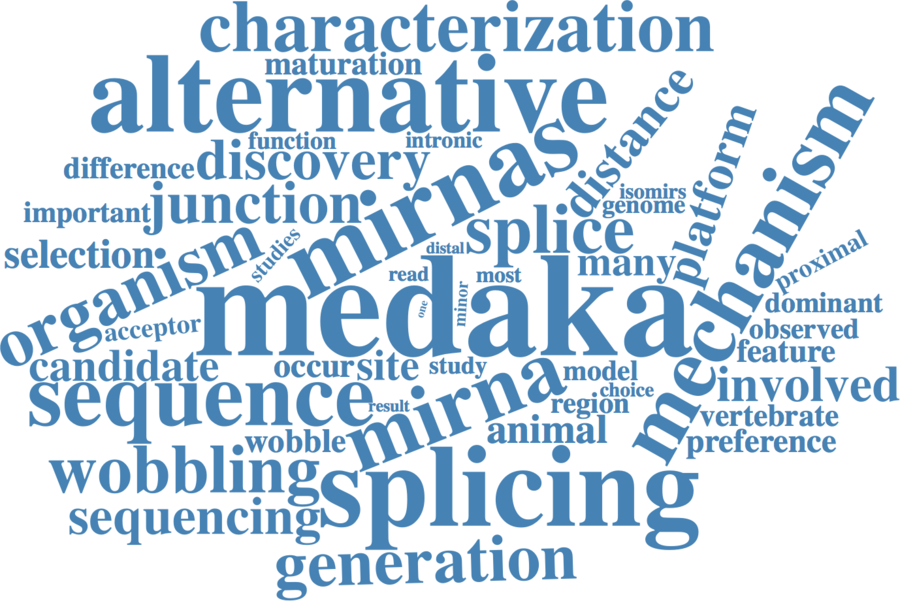 characterization
maturation
alternative
function
intronic
difference
discovery
distance
mirnas
isomirs
genome
platform
mechanism
important
junction
splice
selection
organism
studies
distal
many
proximal
read
most
medaka
one
minor
dominant
acceptor
observed
feature
candidate
occur
site
study
model
choice
involved
sequence
result
mirna
region
vertebrate
wobble
animal
preference
wobbling
splicing
sequencing
generation